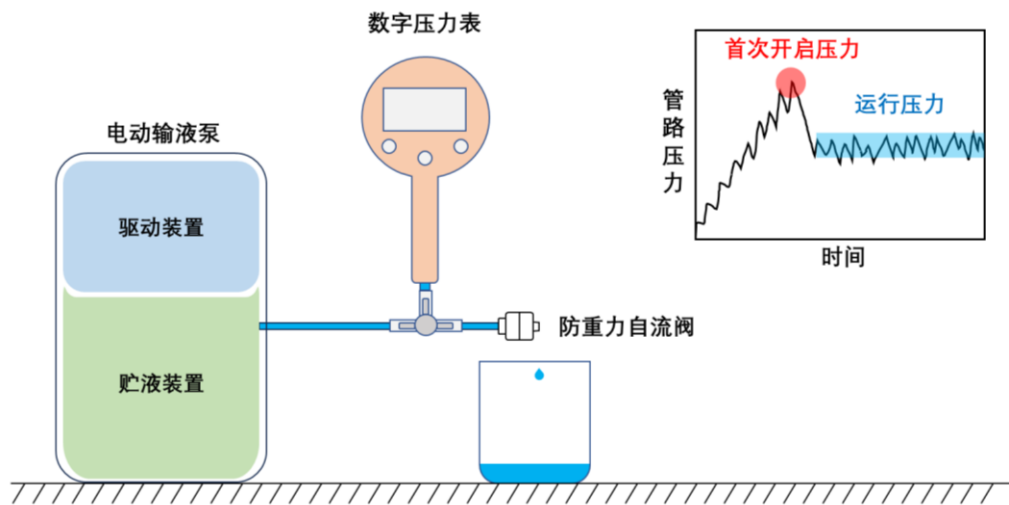 数字压力表
电动输液泵
驱动装置
贮液装置
防重力自流阀
首次开启压力
运行压力
管路压力
时间